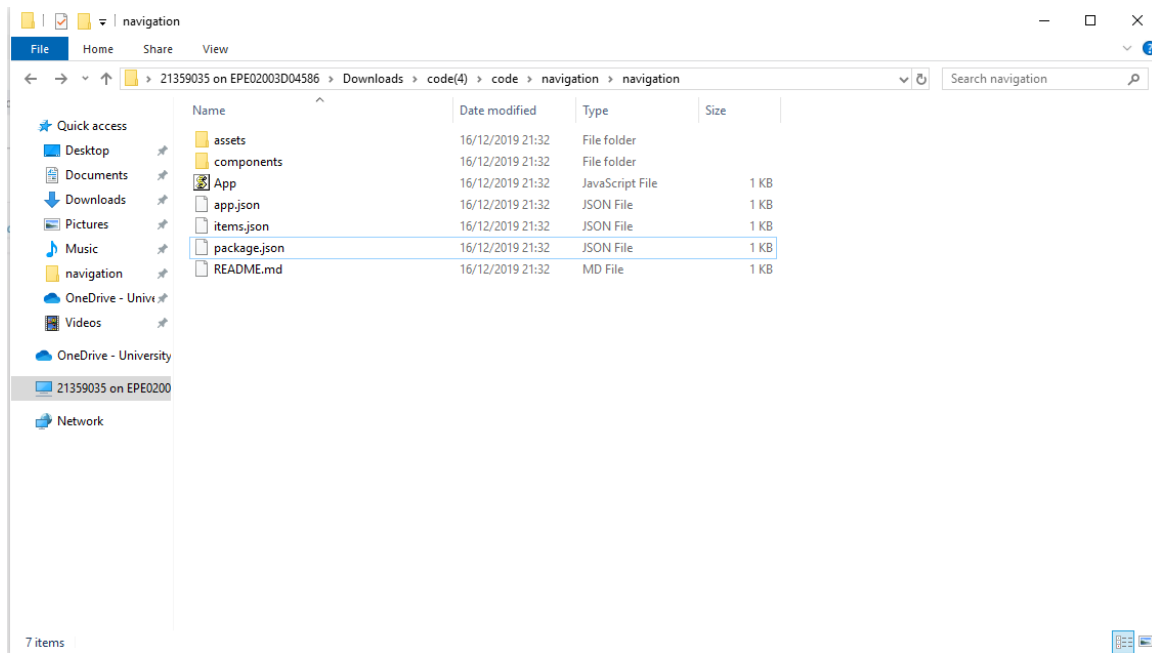 navigation
File Home Share View
21359035 on EPE02003D04586 > Downloads > code(4) > code > navigation > navigation
Search navigation
Name Date modified Type Size
Quick access
Desktop
Documents
Downloads
Pictures
Music
navigation
OneDrive - Unive
Videos
OneDrive - University
21359035 on EPE0200
Network
assets 16/12/2019 21:32 File folder
components 16/12/2019 21:32 File folder
App 16/12/2019 21:32 JavaScript File 1 KB
app.json 16/12/2019 21:32 JSON File 1 KB
items.json 16/12/2019 21:32 JSON File 1 KB
package.json 16/12/2019 21:32 JSON File 1 KB
README.md 16/12/2019 21:32 MD File 1 KB
7 items